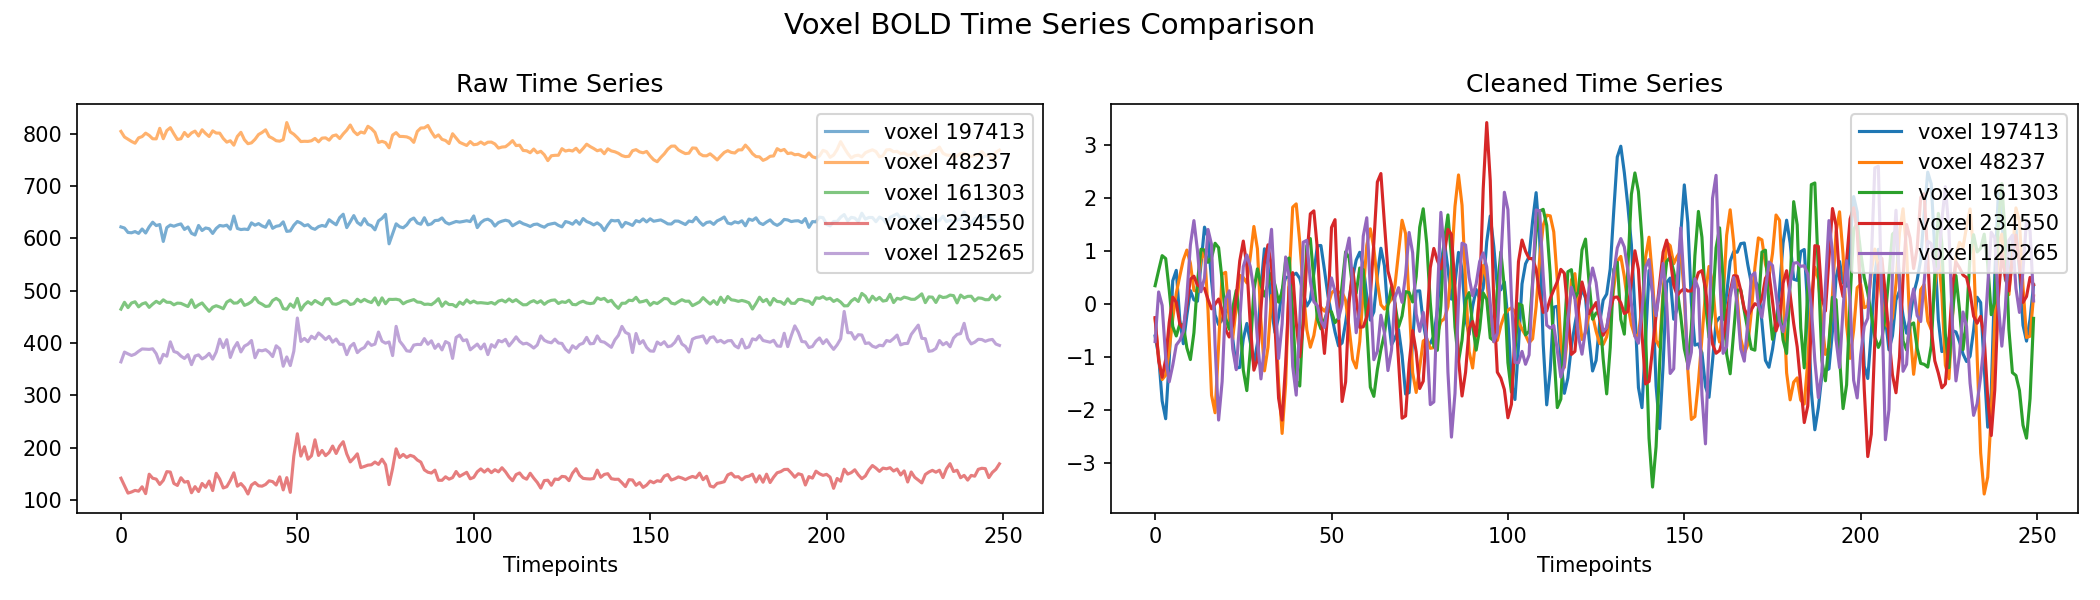 Voxel BOLD Time Series Comparison
Raw Time Series
800
700
600
500
400
300
200
100
0
50
100
150
200
250
Timepoints
voxel 197413
voxel 48237
voxel 161303
voxel 234550
voxel 125265
Cleaned Time Series
3
2
1
0
−1
−2
−3
0
50
100
150
200
250
Timepoints
voxel 197413
voxel 48237
voxel 161303
voxel 234550
voxel 125265